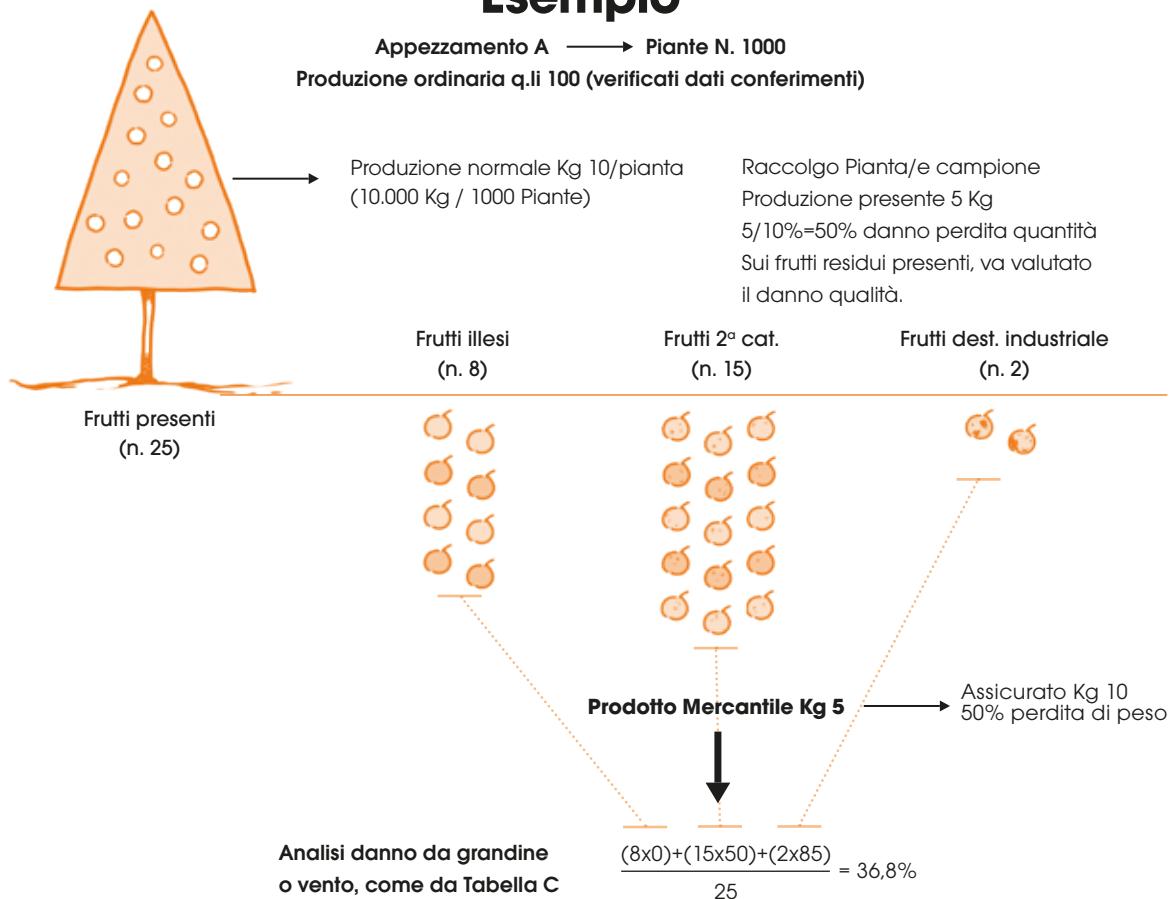 Esempio
Appezzamento A → Piante N. 1000
Produzione ordinaria q.li 100 (verificati dati conferimenti)
Produzione normale Kg 10/pianta
(10.000 Kg / 1000 Piante)
Raccolgo Pianta/e campione
Produzione presente 5 Kg
5/10%=50% danno perdita quantità
Sui frutti residui presenti, va valutato
il danno qualità.
Frutti illesi
(n. 8)
Frutti 2ª cat.
(n. 15)
Frutti dest. industriale
(n. 2)
Frutti presenti
(n. 25)
Prodotto Mercantile Kg 5
Assicurato Kg 10
50% perdita di peso
Analisi danno da grandine
o vento, come da Tabella C
(8x0)+(15x50)+(2x85)
25
= 36,8%